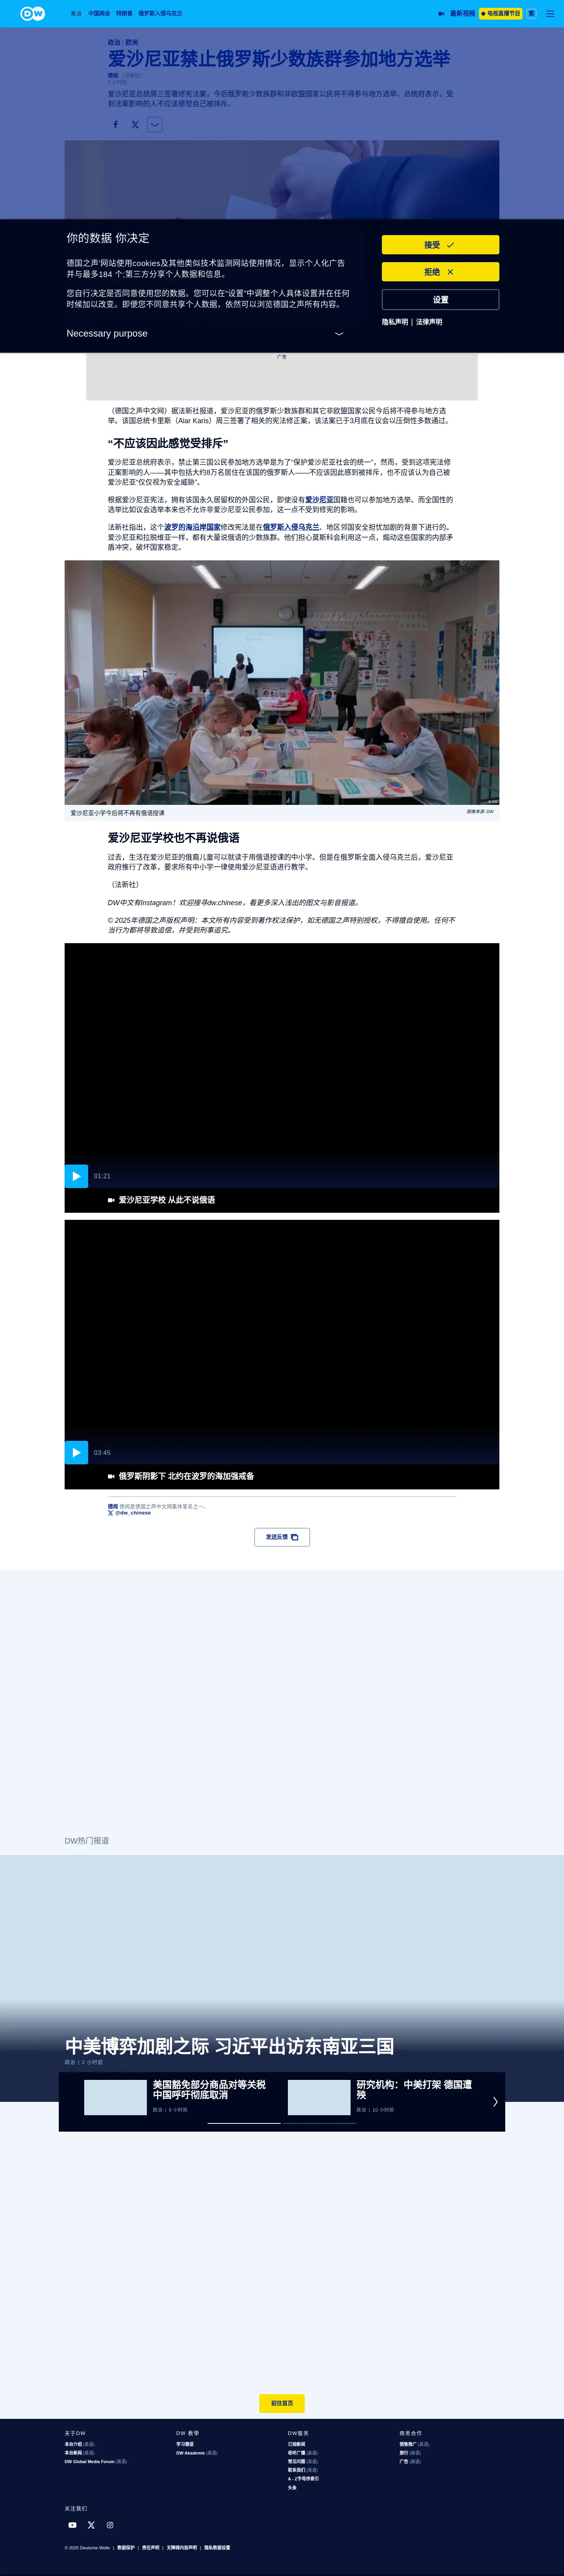 DW
焦点 中国两会 特朗普 俄罗斯入侵乌克兰
最新视频 电视直播节目 繁
政治 | 欧洲
爱沙尼亚禁止俄罗斯少数族群参加地方选举
德闻 （法新社）
7 小时前
爱沙尼亚总统周三签署修宪法案，今后俄罗斯少数族群和非欧盟国家公民将不得参与地方选举。总统府表示，受
到法案影响的人不应该感觉自己被排斥。
你的数据 你决定
德国之声'网站使用cookies及其他类似技术监测网站使用情况，显示个人化广告
并与最多184 个;第三方分享个人数据和信息。
您自行决定是否同意使用您的数据。您可以在“设置”中调整个人具体设置并在任何
时候加以改变。即便您不同意共享个人数据，依然可以浏览德国之声所有内容。
Necessary purpose
接受
拒绝
设置
隐私声明 | 法律声明
广告
（德国之声中文网）据法新社报道，爱沙尼亚的俄罗斯少数族群和其它非欧盟国家公民今后将不得参与地方选
举。该国总统卡里斯（Alar Karis）周三签署了相关的宪法修正案，该法案已于3月底在议会以压倒性多数通过。
“不应该因此感觉受排斥”
爱沙尼亚总统府表示，禁止第三国公民参加地方选举是为了“保护爱沙尼亚社会的统一”，然而，受到这项宪法修
正案影响的人——其中包括大约8万名居住在该国的俄罗斯人——不应该因此感到被排斥，也不应该认为自己被
爱沙尼亚“仅仅视为安全威胁”。
根据爱沙尼亚宪法，拥有该国永久居留权的外国公民，即使没有爱沙尼亚国籍也可以参加地方选举。而全国性的
选举比如议会选举本来也不允许非爱沙尼亚公民参加，这一点不受到修宪的影响。
法新社指出，这个波罗的海沿岸国家修改宪法是在俄罗斯入侵乌克兰、地区邻国安全担忧加剧的背景下进行的。
爱沙尼亚和拉脱维亚一样，都有大量说俄语的少数族群。他们担心莫斯科会利用这一点，煽动这些国家的内部矛
盾冲突，破坏国家稳定。
爱沙尼亚小学今后将不再有俄语授课
图像来源: DW
爱沙尼亚学校也不再说俄语
过去，生活在爱沙尼亚的俄裔儿童可以就读于用俄语授课的中小学。但是在俄罗斯全面入侵乌克兰后，爱沙尼亚
政府推行了改革，要求所有中小学一律使用爱沙尼亚语进行教学。
（法新社）
DW中文有Instagram！欢迎搜寻dw.chinese，看更多深入浅出的图文与影音报道。
© 2025年德国之声版权声明：本文所有内容受到著作权法保护，如无德国之声特别授权，不得擅自使用。任何不
当行为都将导致追偿，并受到刑事追究。
01:21
爱沙尼亚学校 从此不说俄语
03:45
俄罗斯阴影下 北约在波罗的海加强戒备
德闻 德闻是德国之声中文网集体笔名之一。
@dw_chinese
发送反馈
DW热门报道
中美博弈加剧之际 习近平出访东南亚三国
政治 | 2 小时前
美国豁免部分商品对等关税
中国呼吁彻底取消
政治 | 9 小时前
研究机构：中美打架 德国遭
殃
政治 | 10 小时前
前往首页
关于DW
本台介绍 (英语)
本台新闻 (英语)
DW Global Media Forum (英语)
DW 教学
学习德语
DW Akademie (英语)
DW服务
订阅新闻
收听广播 (英语)
常见问题 (英语)
联系我们 (英语)
A - Z字母序索引
头条
商务合作
销售推广 (英语)
旅行 (英语)
广告 (英语)
关注我们
© 2025 Deutsche Welle | 数据保护 | 责任声明 | 无障碍内容声明 | 隐私数据设置